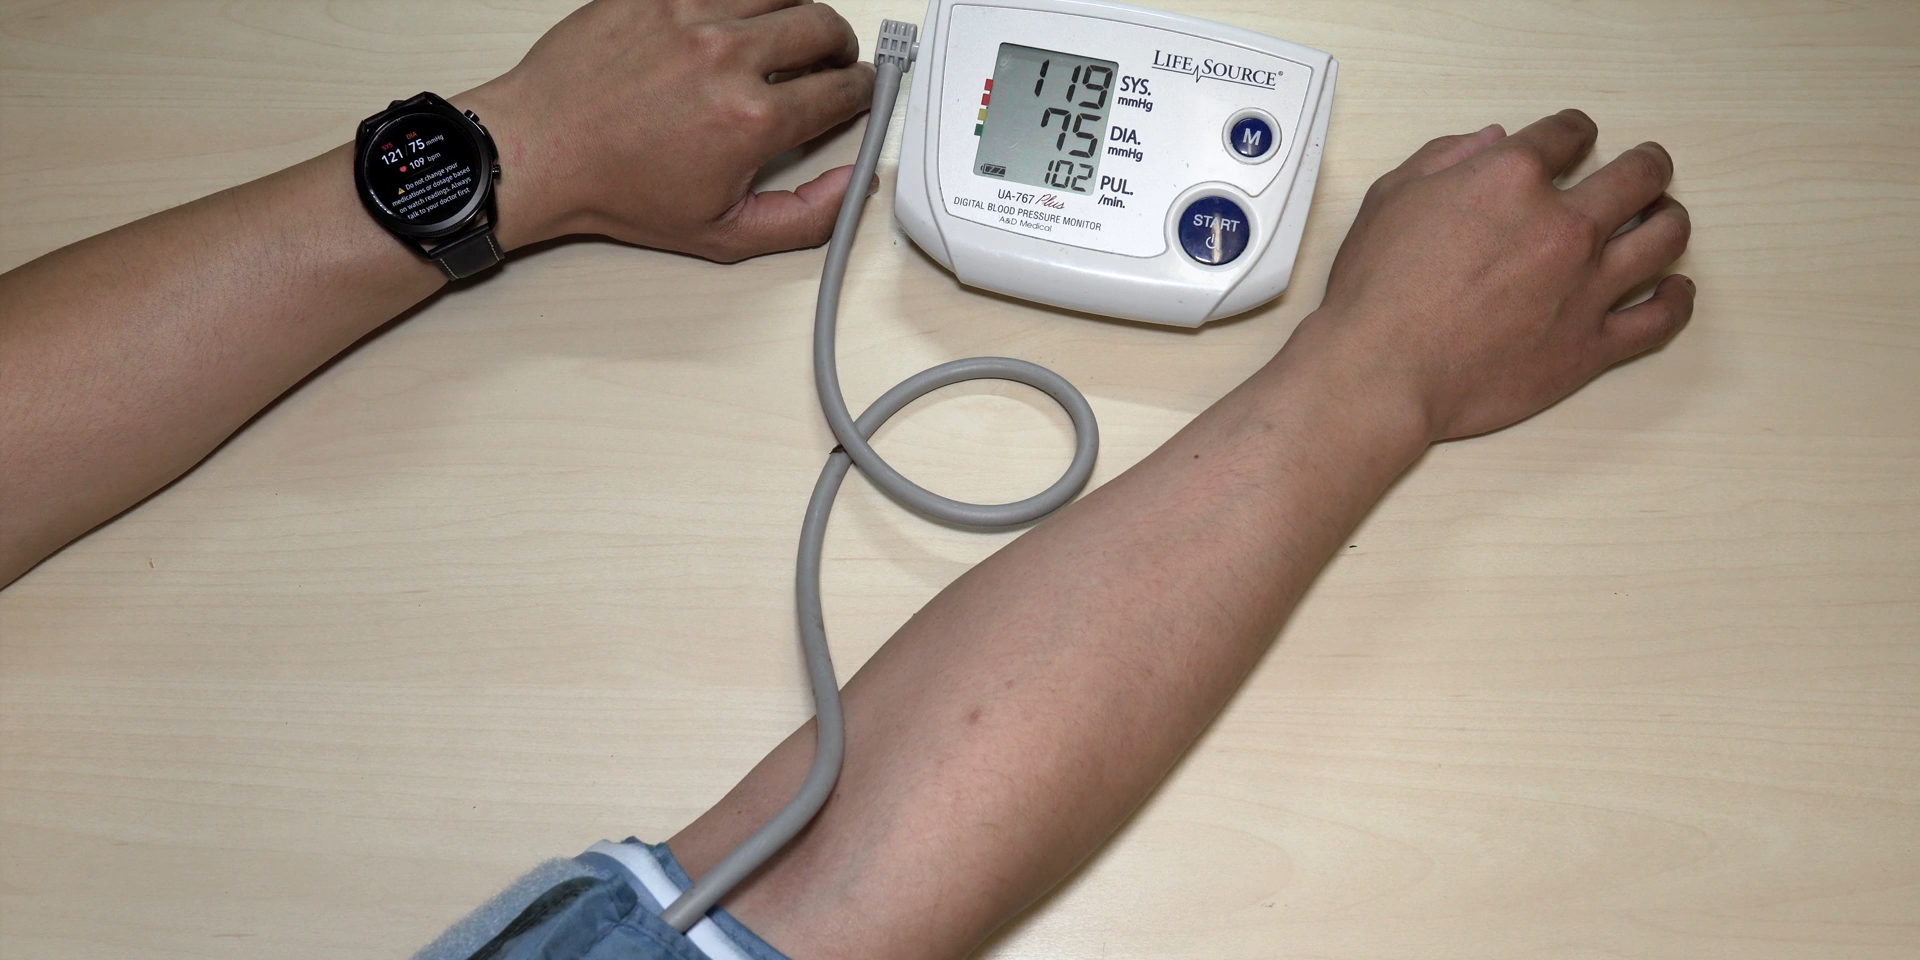 SYS DIA
121/75 mmHg
109 bpm
Do not change your
medications or dosage based
on watch readings. Always
talk to your doctor first
LIFESOURCE®
119 SYS. mmHg
75 DIA. mmHg
102 PUL. /min.
M
START
UA-767 Plus
DIGITAL BLOOD PRESSURE MONITOR
A&D Medical